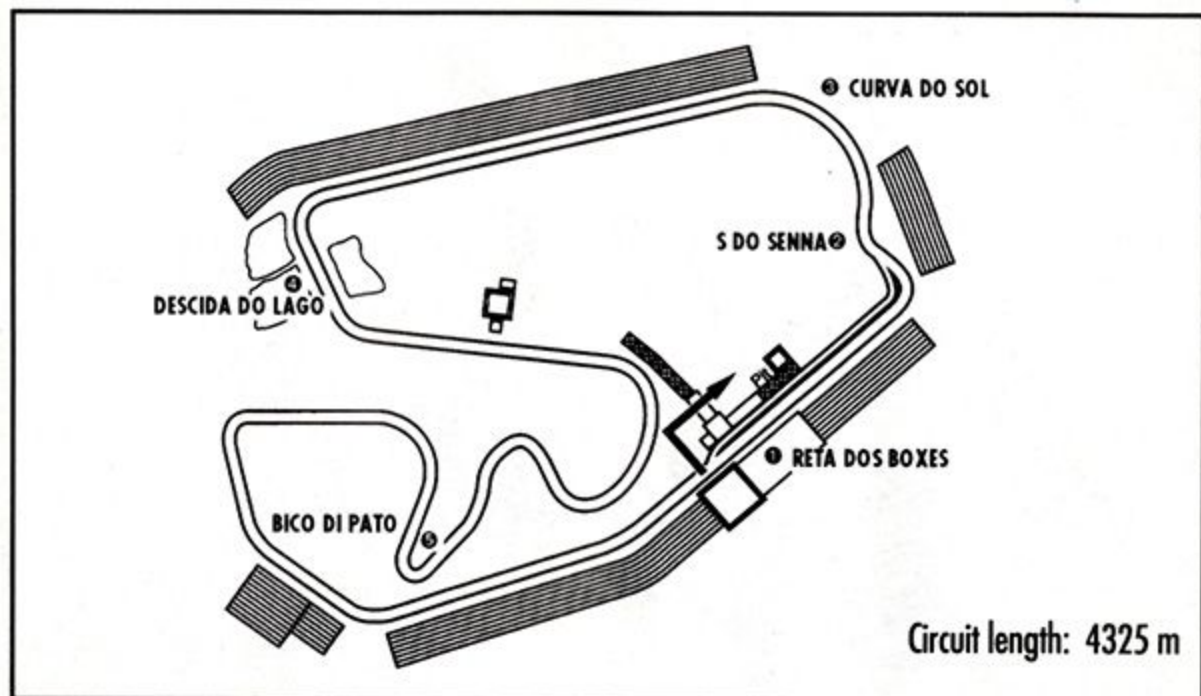 ❸ CURVA DO SOL
S DO SENNA❷
❹
DESCIDA DO LAGO
Pit
❶ RETA DOS BOXES
BICO DI PATO
❺
Circuit length: 4325 m